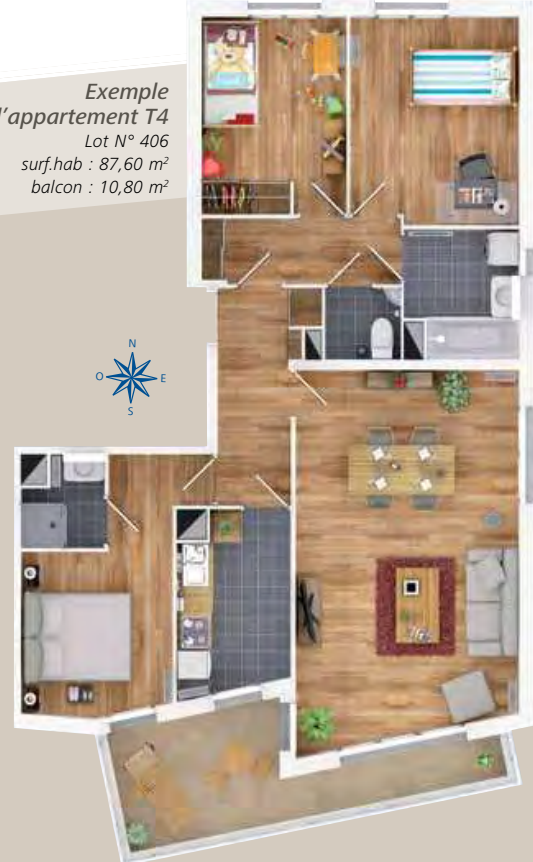 Exemple
l'appartement T4
Lot N° 406
surf.hab : 87,60 m²
balcon : 10,80 m²
N
O E
S